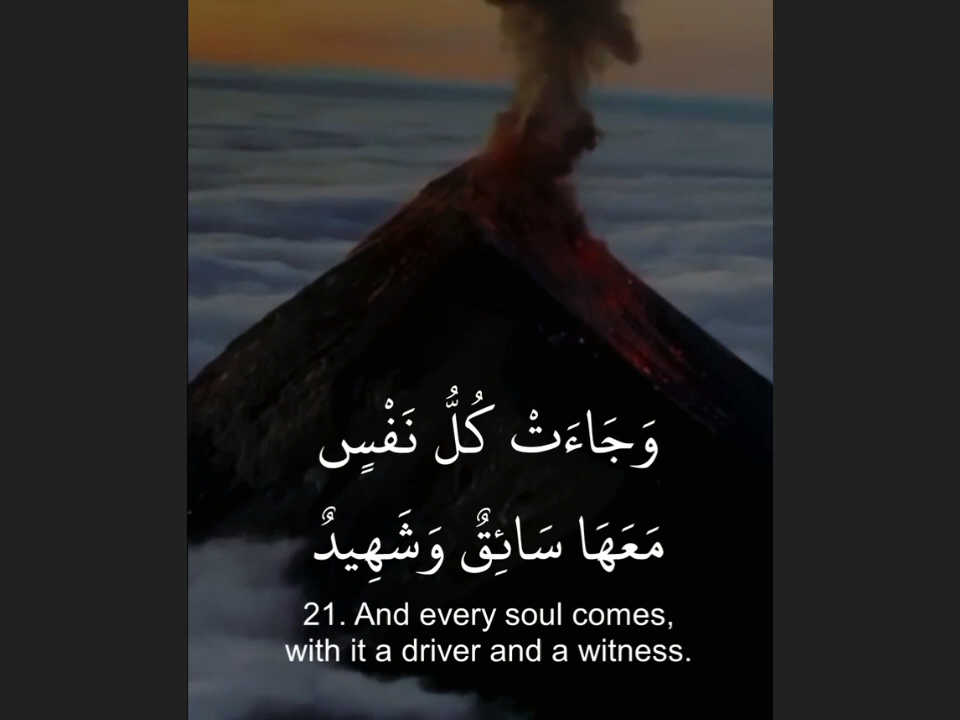 وَجَاءَتْ كُلُّ نَفْسٍ
مَعَهَا سَائِقٌ وَشَهِيدٌ
21. And every soul comes,
with it a driver and a witness.